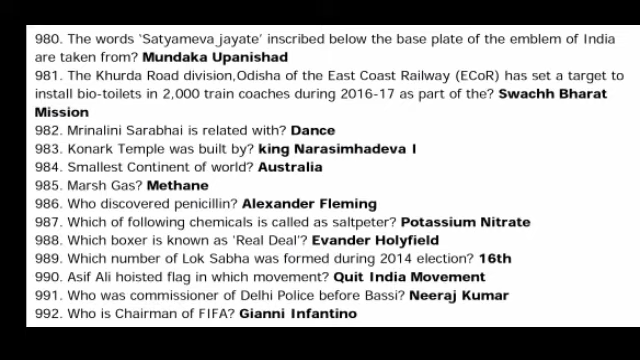 980. The words ‘Satyameva jayate’ inscribed below the base plate of the emblem of India
are taken from? Mundaka Upanishad
981. The Khurda Road division,Odisha of the East Coast Railway (ECoR) has set a target to
install bio-toilets in 2,000 train coaches during 2016-17 as part of the? Swachh Bharat
Mission
982. Mrinalini Sarabhai is related with? Dance
983. Konark Temple was built by? king Narasimhadeva I
984. Smallest Continent of world? Australia
985. Marsh Gas? Methane
986. Who discovered penicillin? Alexander Fleming
987. Which of following chemicals is called as saltpeter? Potassium Nitrate
988. Which boxer is known as ‘Real Deal’? Evander Holyfield
989. Which number of Lok Sabha was formed during 2014 election? 16th
990. Asif Ali hoisted flag in which movement? Quit India Movement
991. Who was commissioner of Delhi Police before Bassi? Neeraj Kumar
992. Who is Chairman of FIFA? Gianni Infantino